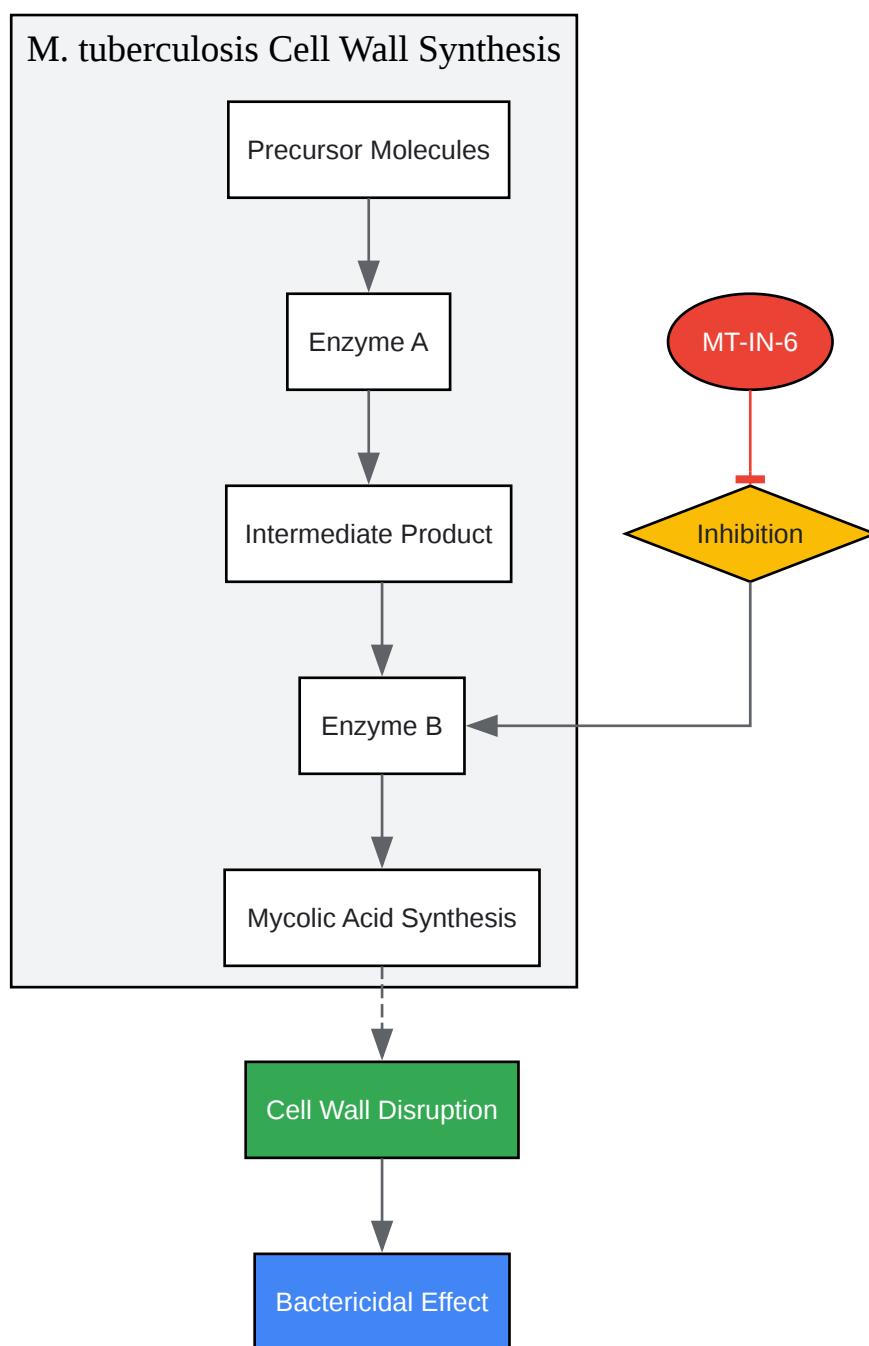 M. tuberculosis Cell Wall Synthesis
Precursor Molecules
Enzyme A
MT-IN-6
Intermediate Product
Inhibition
Enzyme B
Mycolic Acid Synthesis
Cell Wall Disruption
Bactericidal Effect